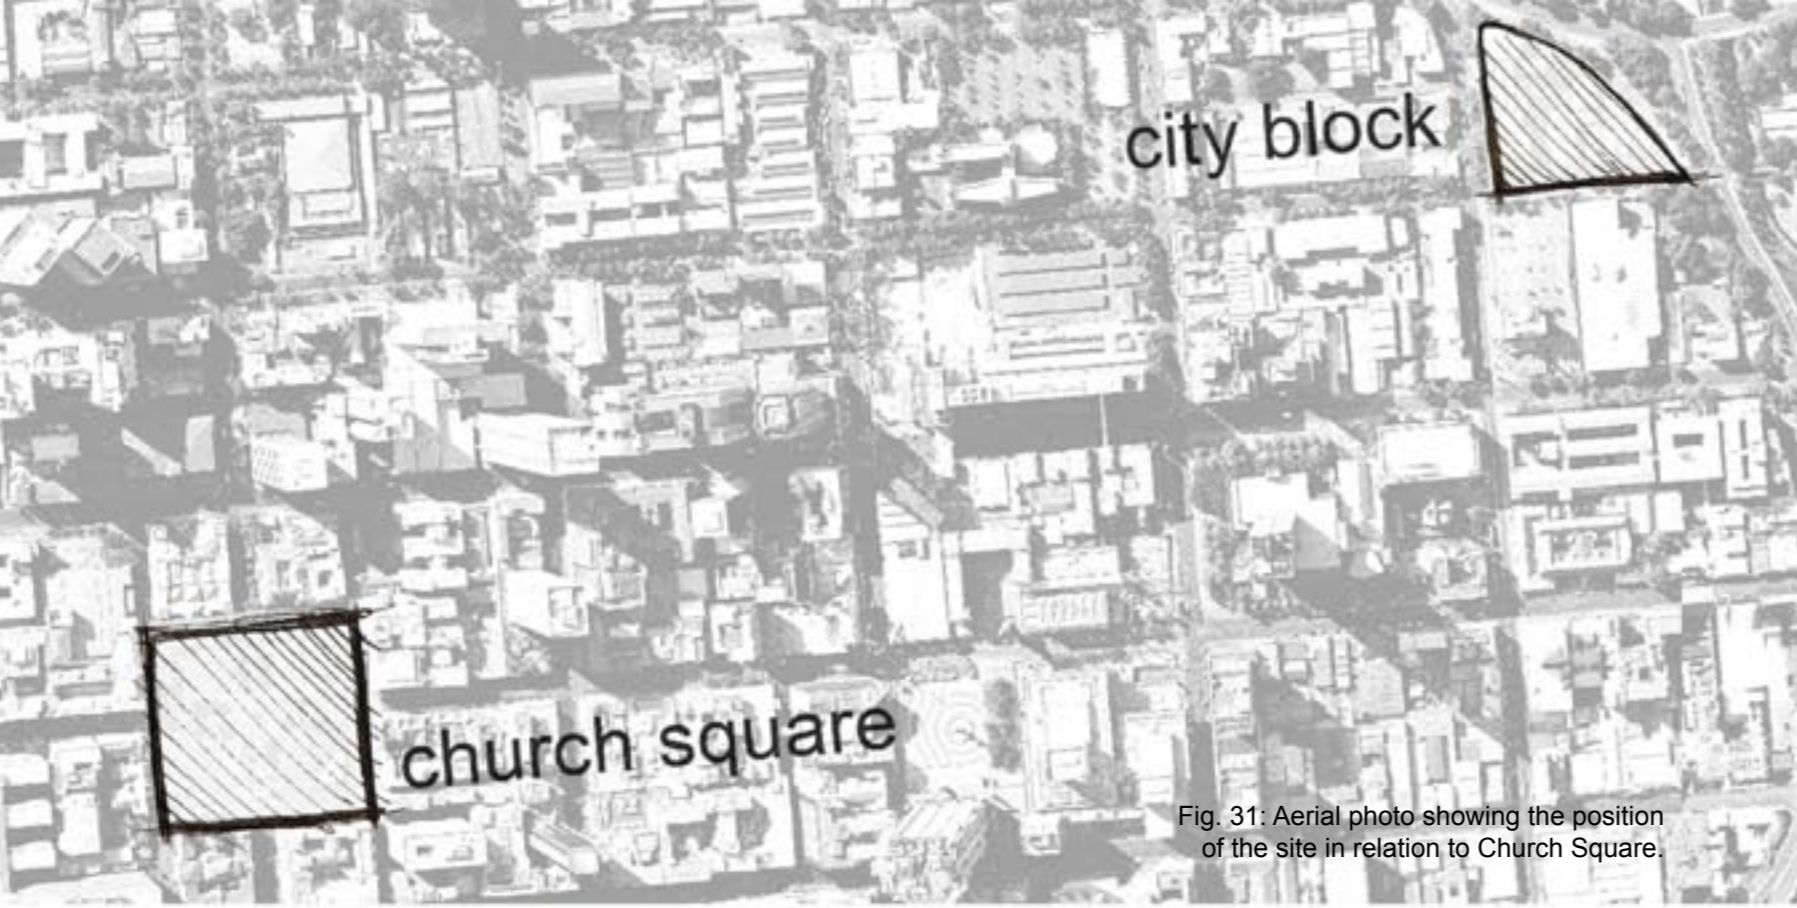 city block
church square
Fig. 31: Aerial photo showing the position
of the site in relation to Church Square.